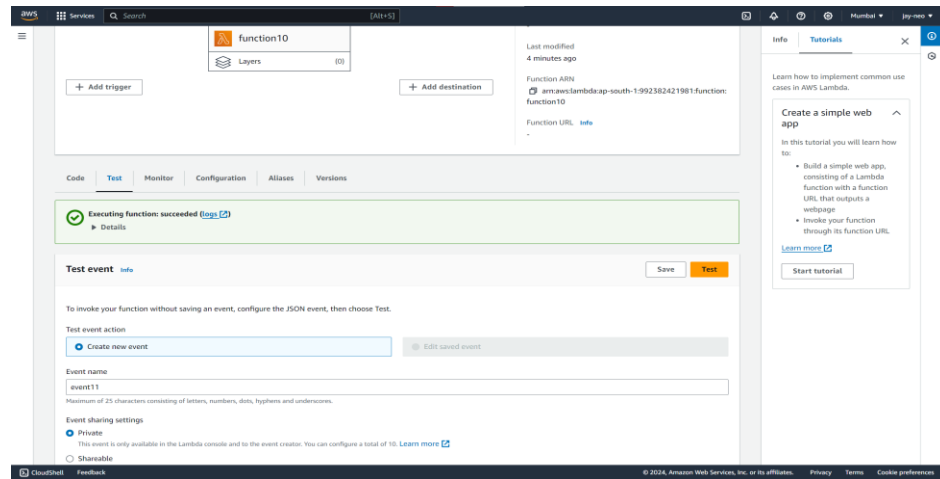 aws Services Search [Alt+S] Mumbai jay-neo
function10
Layers (0)
+ Add trigger
+ Add destination
Last modified
4 minutes ago
Function ARN
arn:aws:lambda:ap-south-1:992382421981:function:
function10
Function URL Info
-
Code Test Monitor Configuration Aliases Versions
Executing function: succeeded (logs)
Details
Test event Info
Save Test
To invoke your function without saving an event, configure the JSON event, then choose Test.
Test event action
Create new event
Edit saved event
Event name
event11
Maximum of 25 characters consisting of letters, numbers, dots, hyphens and underscores.
Event sharing settings
Private
This event is only available in the Lambda console and to the event creator. You can configure a total of 10. Learn more
Shareable
Info Tutorials
Learn how to implement common use
cases in AWS Lambda.
Create a simple web
app
In this tutorial you will learn how
to:
• Build a simple web app,
consisting of a Lambda
function with a function
URL that outputs a
webpage
• Invoke your function
through its function URL
Learn more
Start tutorial
CloudShell Feedback © 2024, Amazon Web Services, Inc. or its affiliates. Privacy Terms Cookie preferences